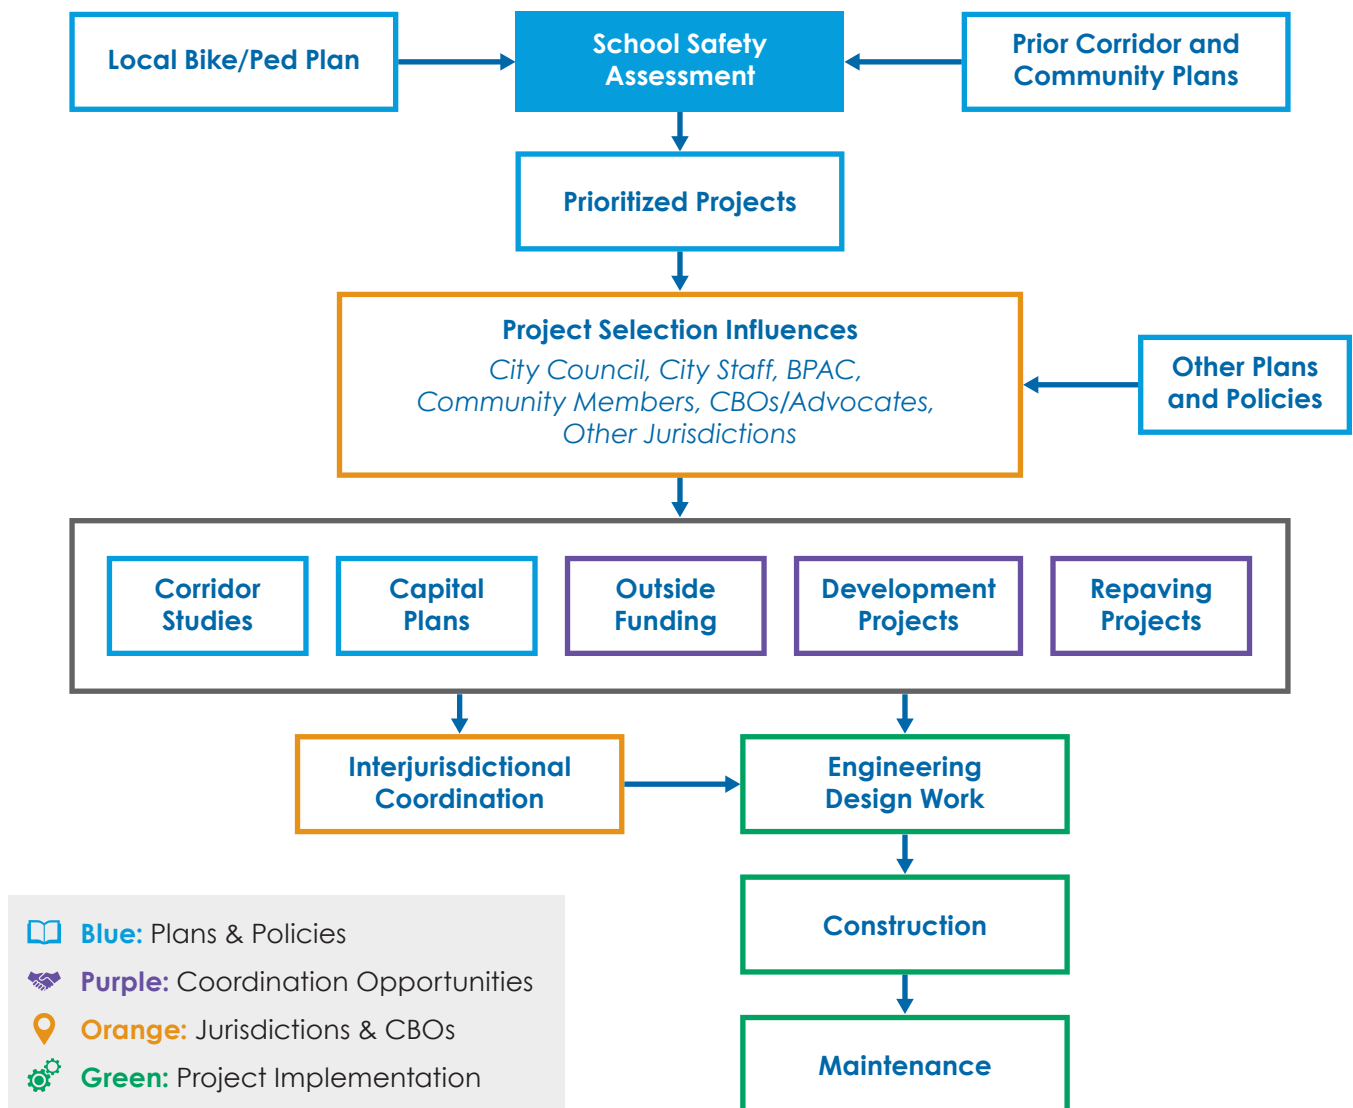 Local Bike/Ped Plan
School Safety
Assessment
Prior Corridor and
Community Plans
Prioritized Projects
Project Selection Influences
City Council, City Staff, BPAC,
Community Members, CBOs/Advocates,
Other Jurisdictions
Other Plans
and Policies
Corridor
Studies
Capital
Plans
Outside
Funding
Development
Projects
Repaving
Projects
Interjurisdictional
Coordination
Engineering
Design Work
Construction
Maintenance
Blue: Plans & Policies
Purple: Coordination Opportunities
Orange: Jurisdictions & CBOs
Green: Project Implementation